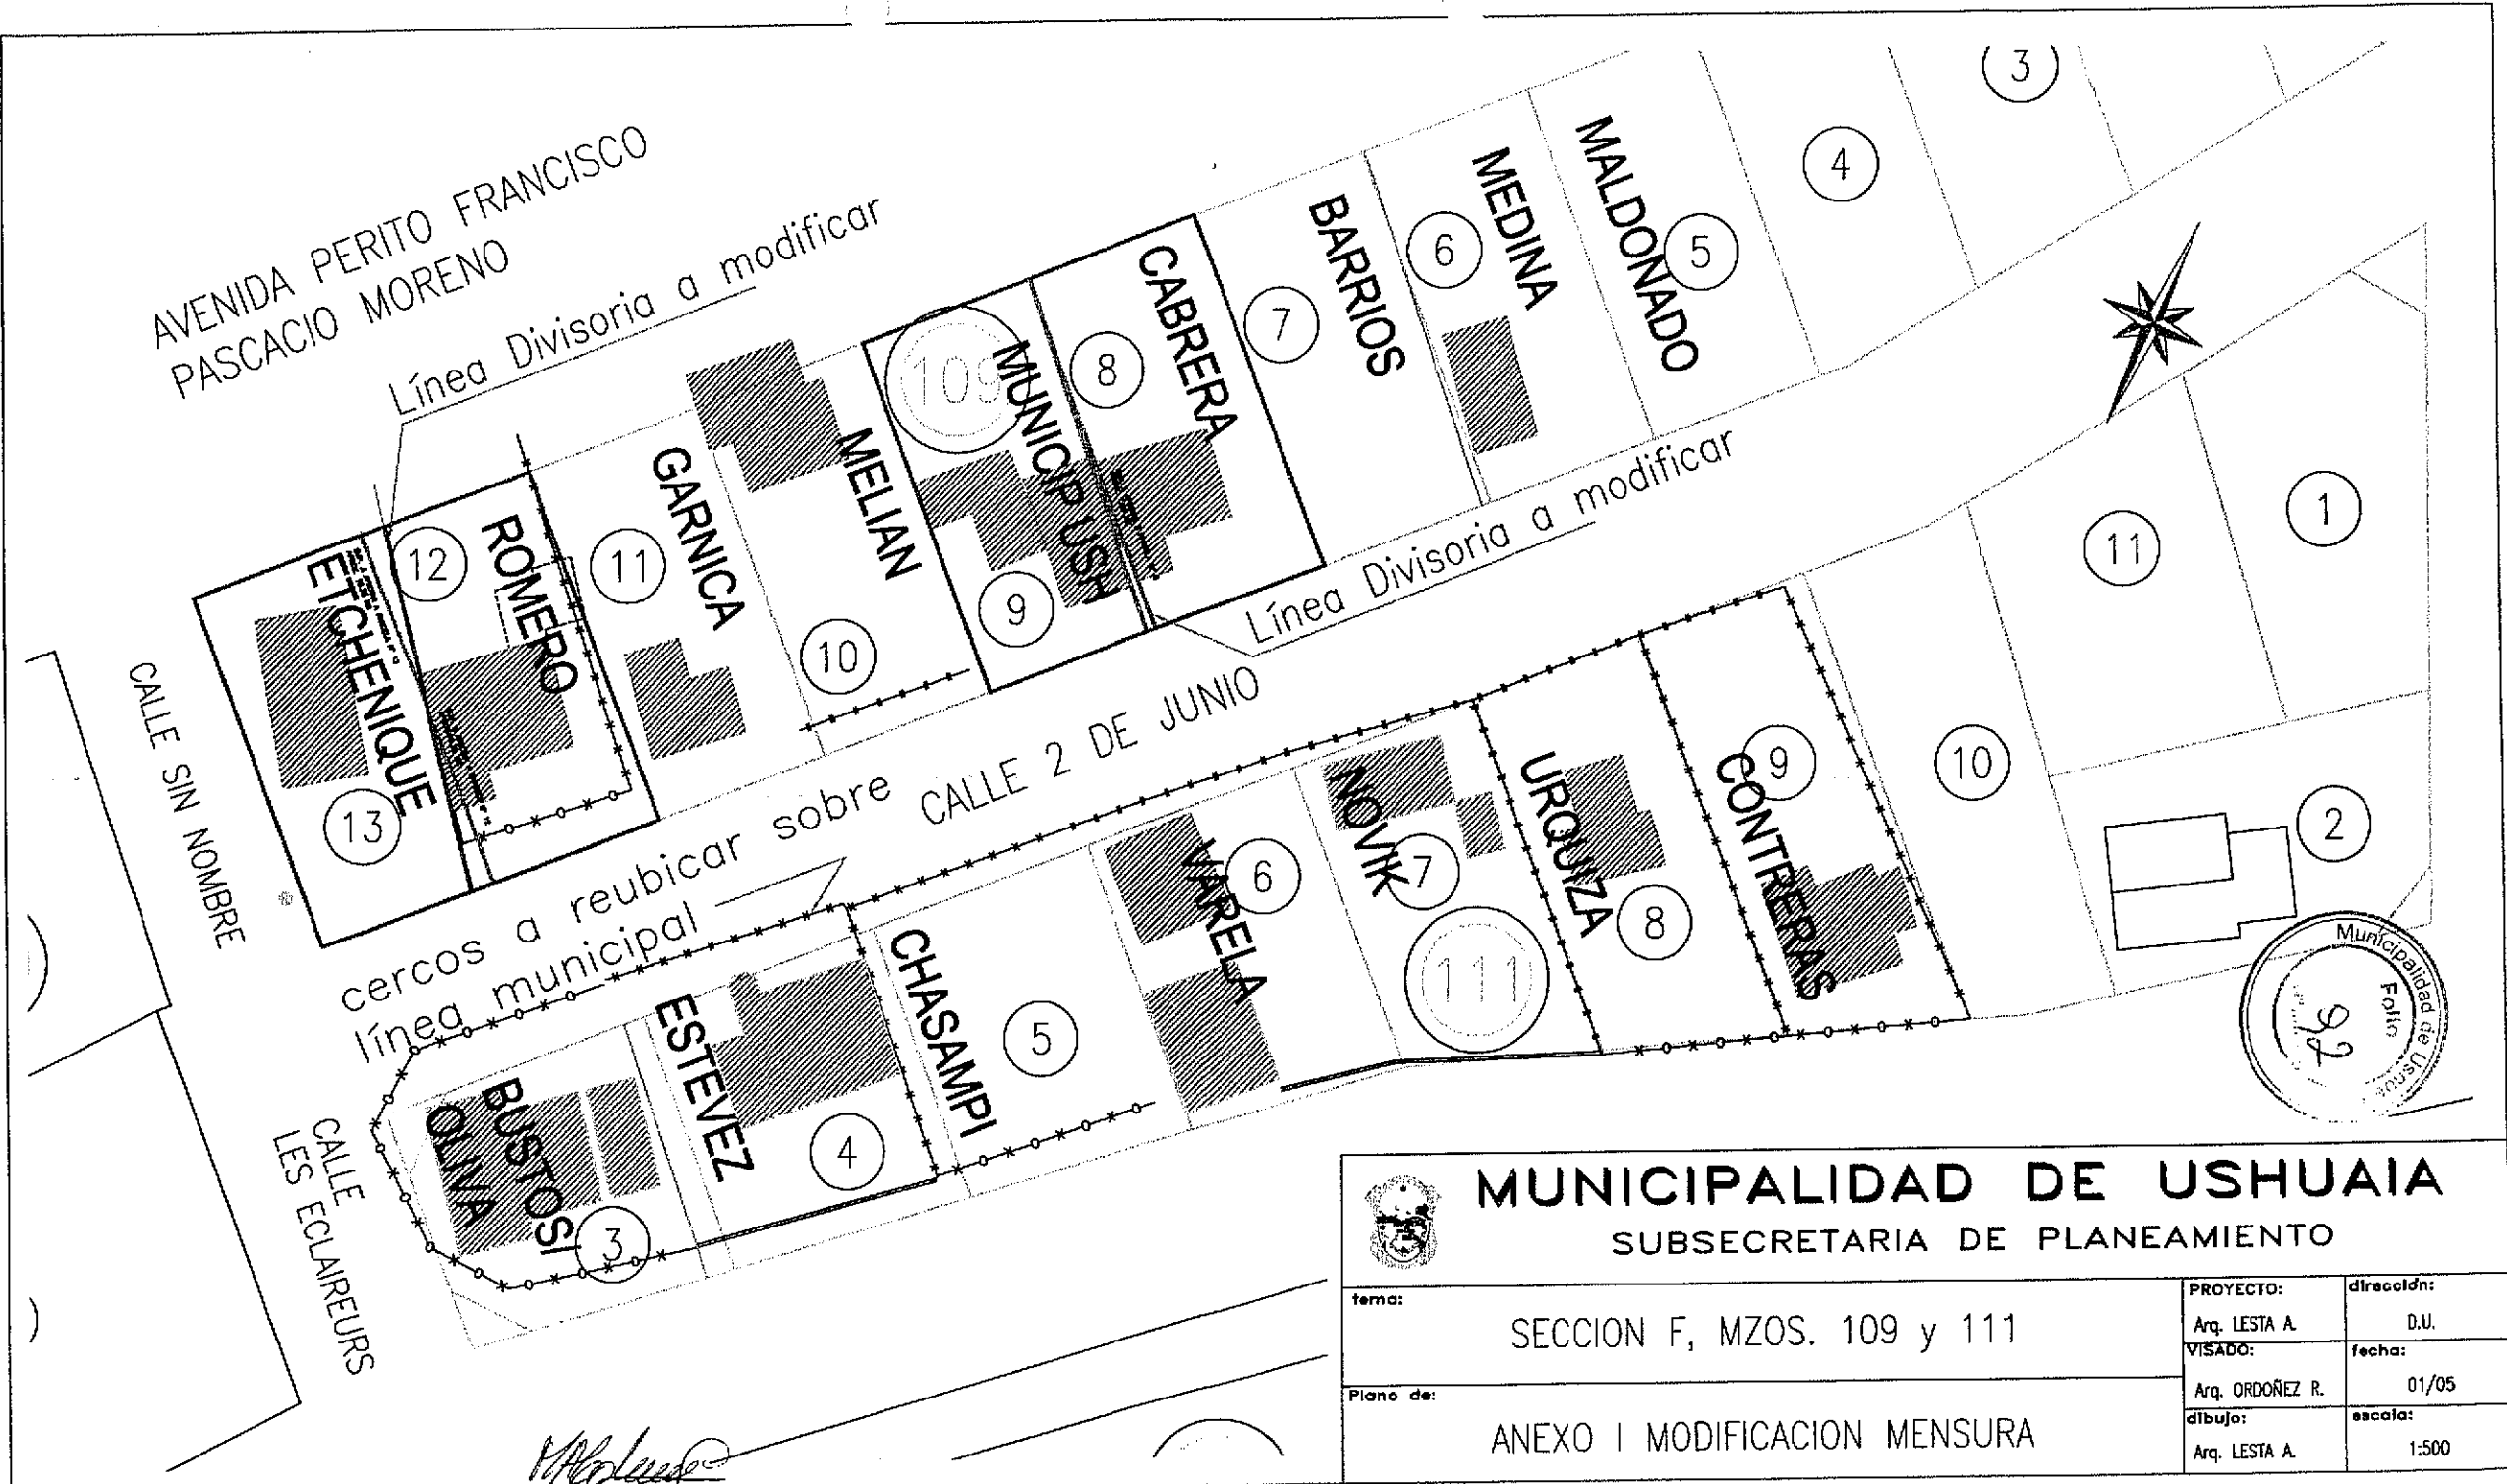 AVENIDA PERITO FRANCISCO
PASCACIO MORENO
Línea Divisoria a modificar
3
4
MALDONADO
5
MEDINA
6
BARRIOS
7
CABRERA
8
109
MUNICIP USH
9
MELIAN
10
GARNICA
11
ROMERO
12
ETCHENIQUE
13
Línea Divisoria a modificar
CALLE SIN NOMBRE
CALLE 2 DE JUNIO
cercos a reubicar sobre
línea municipal
1
11
10
2
9
CONTRERAS
URQUIZA
8
NOVIK
7
111
VARELA
6
CHASAMPI
5
ESTEVEZ
4
BUSTOSI
OLIVA
3
CALLE
LES ECLAIREURS
Municipalidad de Ushua
Folio
92
MUNICIPALIDAD DE USHUAIA
SUBSECRETARIA DE PLANEAMIENTO
tema:
SECCION F, MZOS. 109 y 111
Plano de:
ANEXO I MODIFICACION MENSURA
PROYECTO:
Arq. LESTA A.
dirección:
D.U.
VISADO:
Arq. ORDOÑEZ R.
fecha:
01/05
dibujo:
Arq. LESTA A.
escala:
1:500